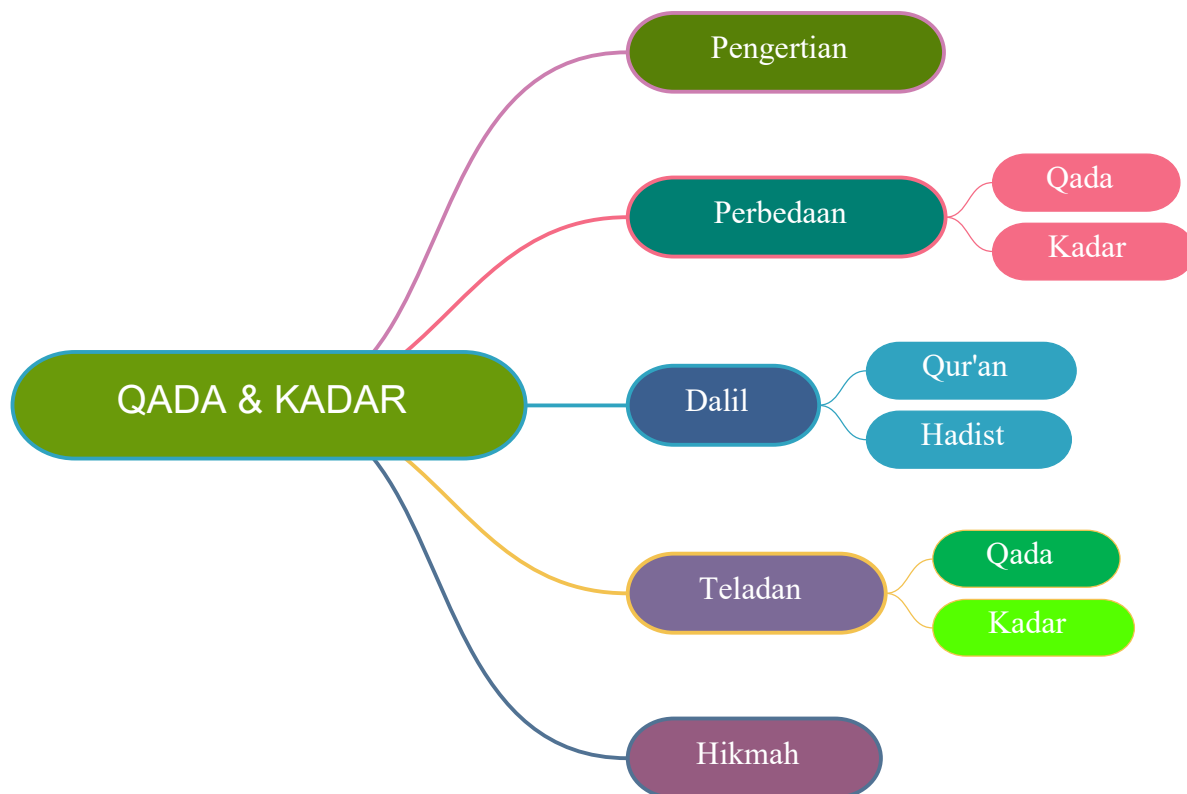 QADA & KADAR
Pengertian
Perbedaan
Qada
Kadar
Dalil
Qur'an
Hadist
Teladan
Qada
Kadar
Hikmah